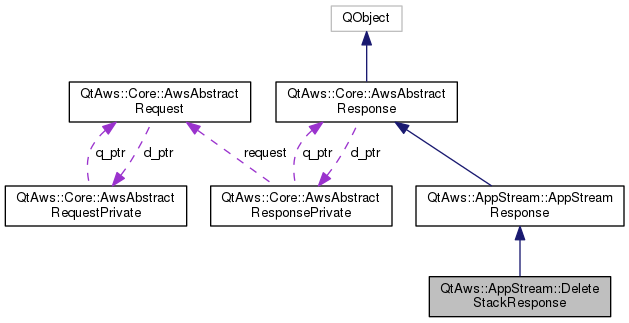 QObject
QtAws::Core::AwsAbstract
Request
QtAws::Core::AwsAbstract
Response
q_ptr
d_ptr
request
q_ptr
d_ptr
QtAws::Core::AwsAbstract
RequestPrivate
QtAws::Core::AwsAbstract
ResponsePrivate
QtAws::AppStream::AppStream
Response
QtAws::AppStream::Delete
StackResponse